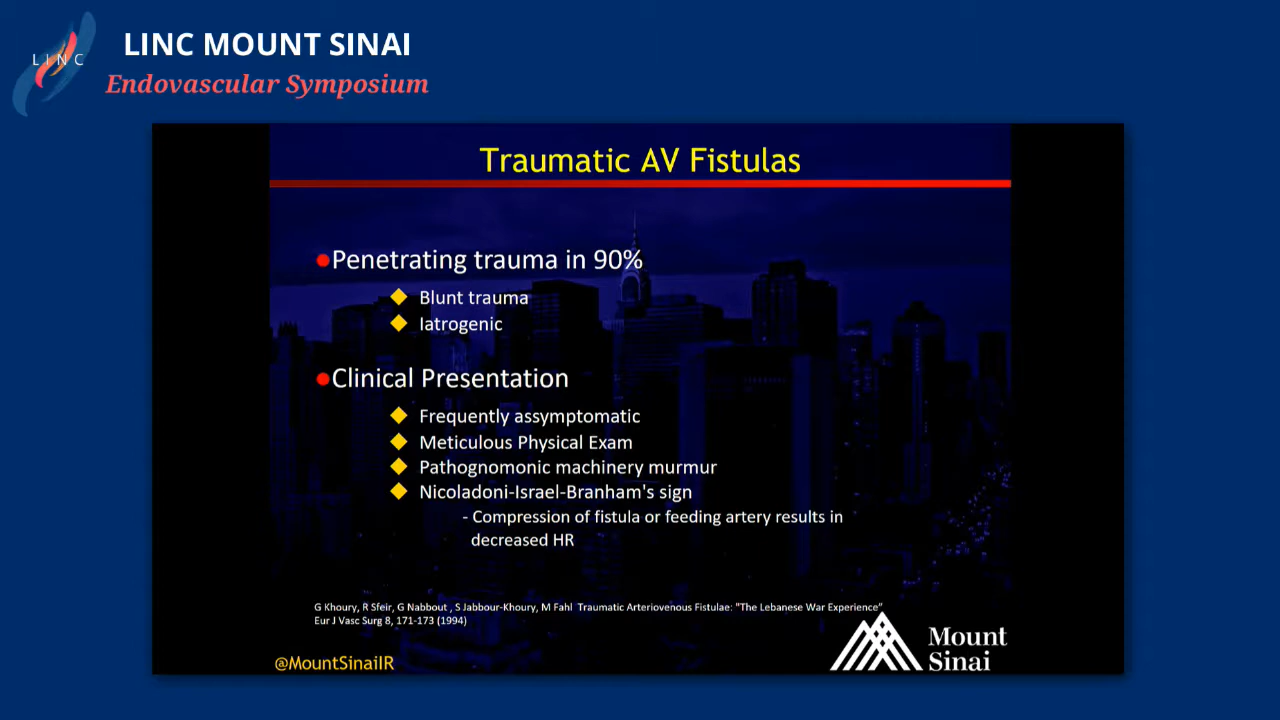 LINC
LINC MOUNT SINAI
Endovascular Symposium
Traumatic AV Fistulas
Penetrating trauma in 90%
Blunt trauma
Iatrogenic
Clinical Presentation
Frequently assymptomatic
Meticulous Physical Exam
Pathognomonic machinery murmur
Nicoladoni-Israel-Branham's sign
- Compression of fistula or feeding artery results in
decreased HR
G Khoury, R Sfeir, G Nabbout , S Jabbour-Khoury, M Fahl Traumatic Arteriovenous Fistulae: "The Lebanese War Experience"
Eur J Vasc Surg 8, 171-173 (1994)
@MountSinaiIR
Mount
Sinai